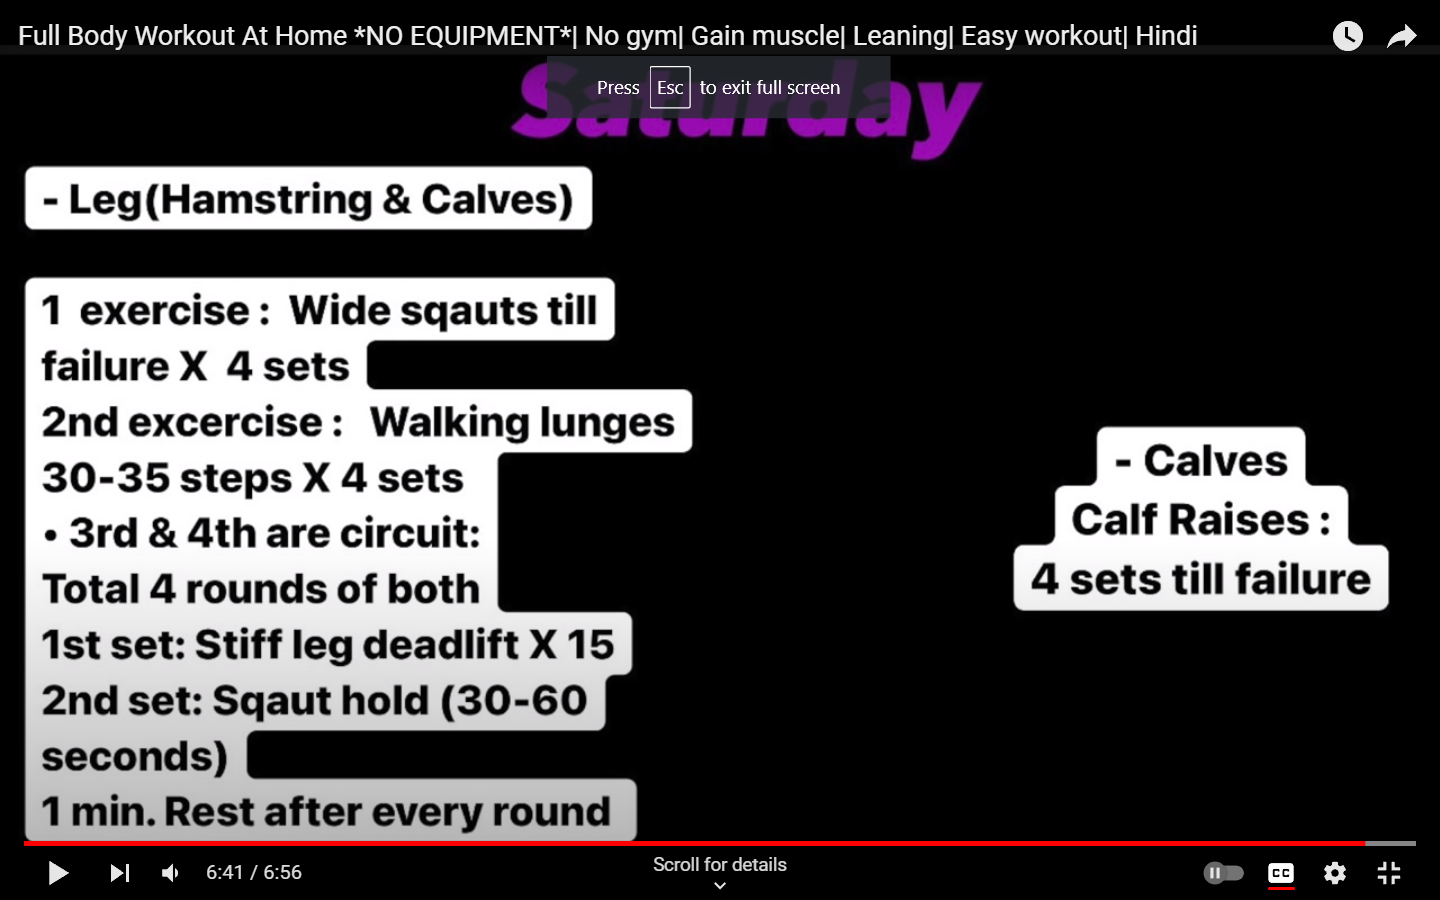 Full Body Workout At Home *NO EQUIPMENT*| No gym| Gain muscle| Leaning| Easy workout| Hindi
Press Esc to exit full screen
Saturday
- Leg(Hamstring & Calves)
1 exercise : Wide sqauts till
failure X 4 sets
2nd excercise : Walking lunges
30-35 steps X 4 sets
• 3rd & 4th are circuit:
Total 4 rounds of both
1st set: Stiff leg deadlift X 15
2nd set: Sqaut hold (30-60
seconds)
1 min. Rest after every round
- Calves
Calf Raises :
4 sets till failure
6:41 / 6:56
Scroll for details
CC